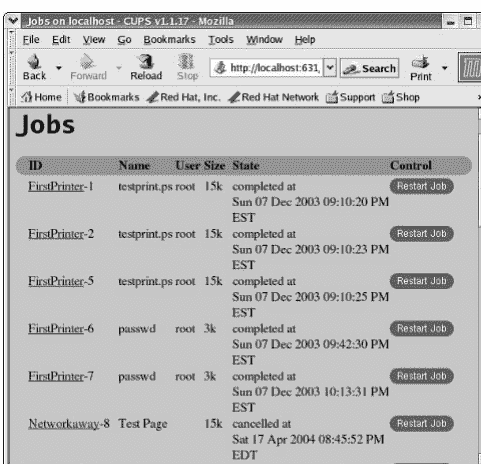 Jobs on localhost - CUPS v1.1.17 - Mozilla
File Edit View Go Bookmarks Tools Window Help
Back Forward Reload Stop http://localhost:631, Search Print
Home Bookmarks Red Hat, Inc. Red Hat Network Support Shop
Jobs
ID Name User Size State Control
FirstPrinter-1 testprint.ps root 15k completed at Restart Job
Sun 07 Dec 2003 09:10:20 PM
EST
FirstPrinter-2 testprint.ps root 15k completed at Restart Job
Sun 07 Dec 2003 09:10:23 PM
EST
FirstPrinter-5 testprint.ps root 15k completed at Restart Job
Sun 07 Dec 2003 09:10:25 PM
EST
FirstPrinter-6 passwd root 3k completed at Restart Job
Sun 07 Dec 2003 09:42:30 PM
EST
FirstPrinter-7 passwd root 3k completed at Restart Job
Sun 07 Dec 2003 10:13:31 PM
EST
Networkaway-8 Test Page 15k cancelled at Restart Job
Sat 17 Apr 2004 08:45:52 PM
EDT